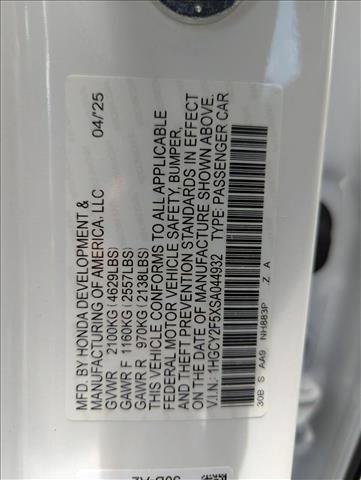 MFD. BY HONDA DEVELOPMENT & 04/25
MANUFACTURING OF AMERICA, LLC
GVWR 2100KG (4629LBS)
GAWR F 1160KG (2557LBS)
GAWR R 970KG (2138LBS)
THIS VEHICLE CONFORMS TO ALL APPLICABLE
FEDERAL MOTOR VEHICLE SAFETY, BUMPER,
AND THEFT PREVENTION STANDARDS IN EFFECT
ON THE DATE OF MANUFACTURE SHOWN ABOVE.
V.I.N.: 1HGCY2F5XSA044932 TYPE: PASSENGER CAR
30B S AA9 NH883P Z A